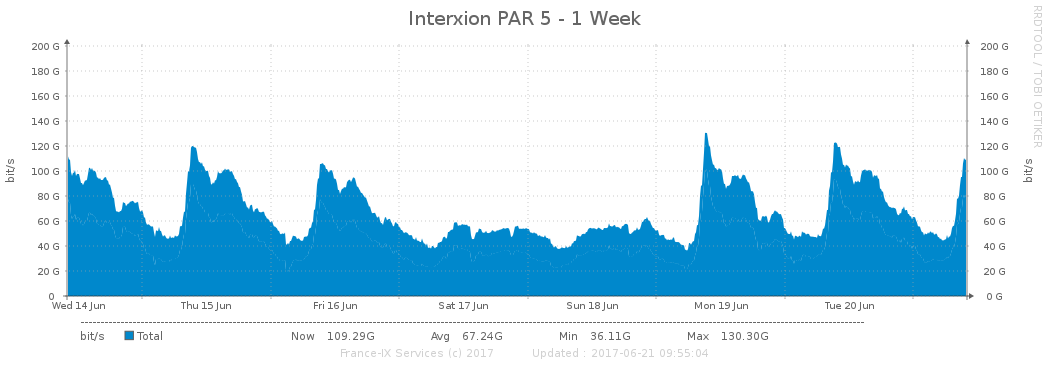 Interxion PAR 5 - 1 Week
RRDTOOL / TOBI OETIKER
bit/s
bit/s
200 G 200 G
180 G 180 G
160 G 160 G
140 G 140 G
120 G 120 G
100 G 100 G
80 G 80 G
60 G 60 G
40 G 40 G
20 G 20 G
0 0 G
Wed 14 Jun Thu 15 Jun Fri 16 Jun Sat 17 Jun Sun 18 Jun Mon 19 Jun Tue 20 Jun
bit/s Total Now 109.29G Avg 67.24G Min 36.11G Max 130.30G
France-IX Services (c) 2017 Updated : 2017-06-21 09:55:04